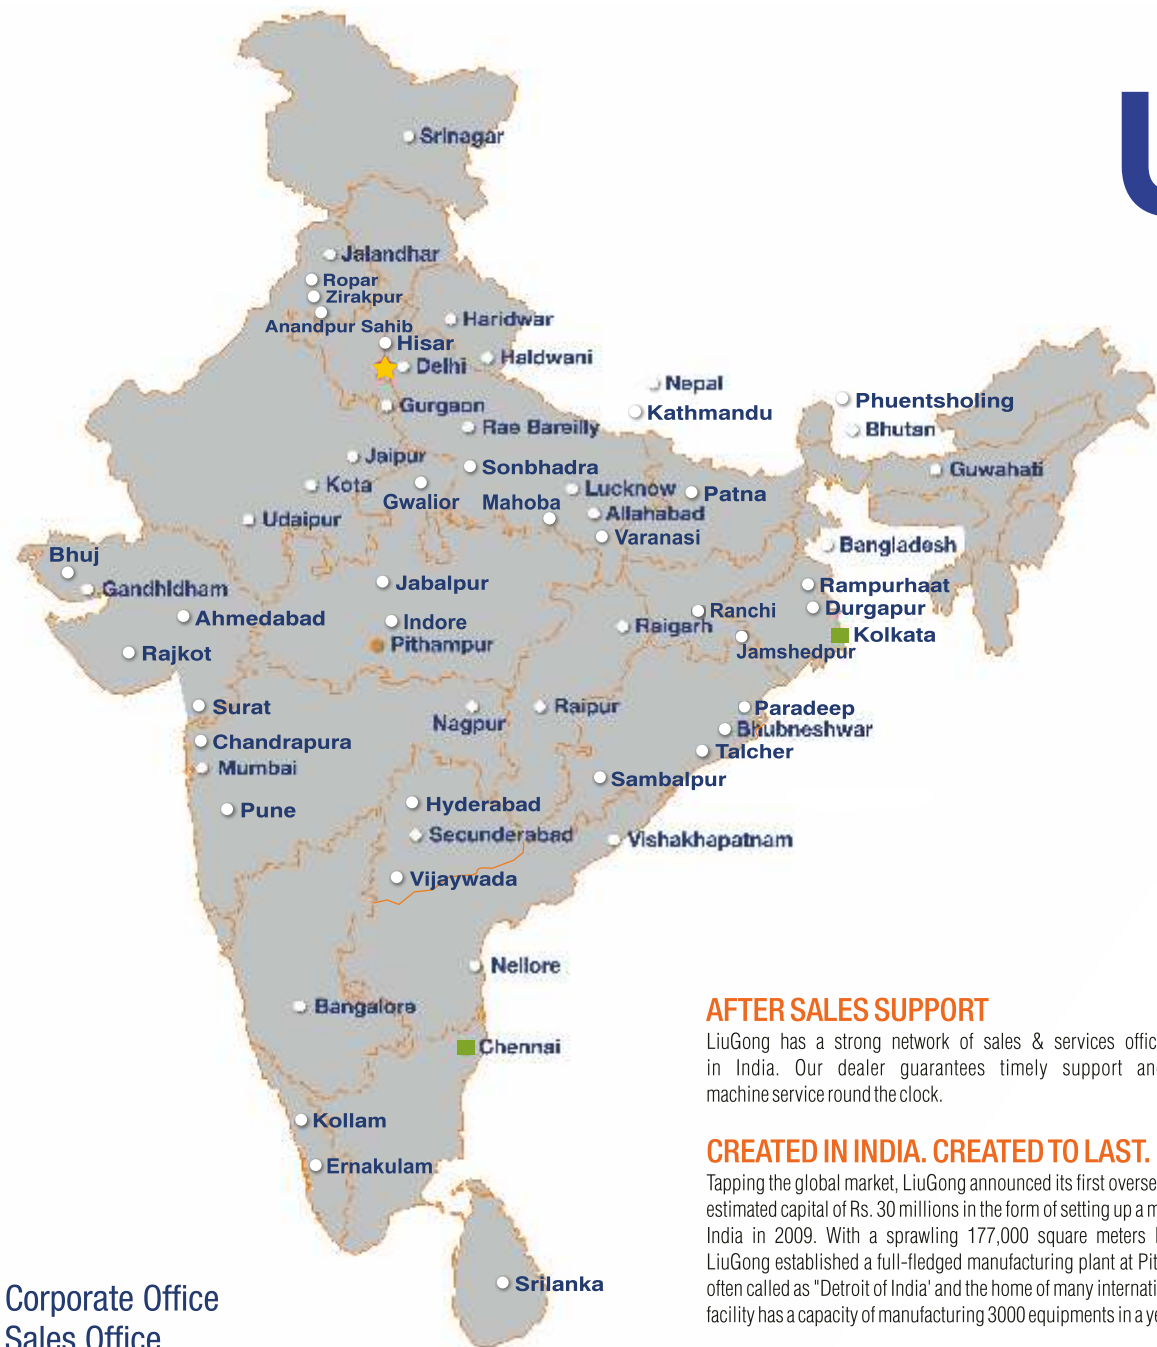 U
Srinagar
Jalandhar
Ropar
Zirakpur
Anandpur Sahib
Haridwar
Hisar
Haldwani
Delhi
Nepal
Phuentsholing
Gurgaon
Kathmandu
Rae Bareilly
Bhutan
Jaipur
Sonbhadra
Guwahati
Kota
Gwalior
Mahoba
Lucknow
Patna
Udaipur
Allahabad
Varanasi
Bangladesh
Bhuj
Jabalpur
Gandhidham
Rampurhaat
Ahmedabad
Indore
Ranchi
Durgapur
Raigarh
Kolkata
Pithampur
Jamshedpur
Rajkot
Surat
Nagpur
Raipur
Paradeep
Bhubneshwar
Chandrapura
Talcher
Mumbai
Sambalpur
Pune
Hyderabad
Secunderabad
Vishakhapatnam
Vijaywada
Nellore
Bangalore
Chennai
Kollam
Ernakulam
Srilanka
AFTER SALES SUPPORT
LiuGong has a strong network of sales & services offic
in India. Our dealer guarantees timely support an
machine service round the clock.
CREATED IN INDIA. CREATED TO LAST.
Tapping the global market, LiuGong announced its first overse
estimated capital of Rs. 30 millions in the form of setting up a m
India in 2009. With a sprawling 177,000 square meters l
LiuGong established a full-fledged manufacturing plant at Pit
often called as "Detroit of India' and the home of many internati
facility has a capacity of manufacturing 3000 equipments in a ye
Corporate Office
Sales Office